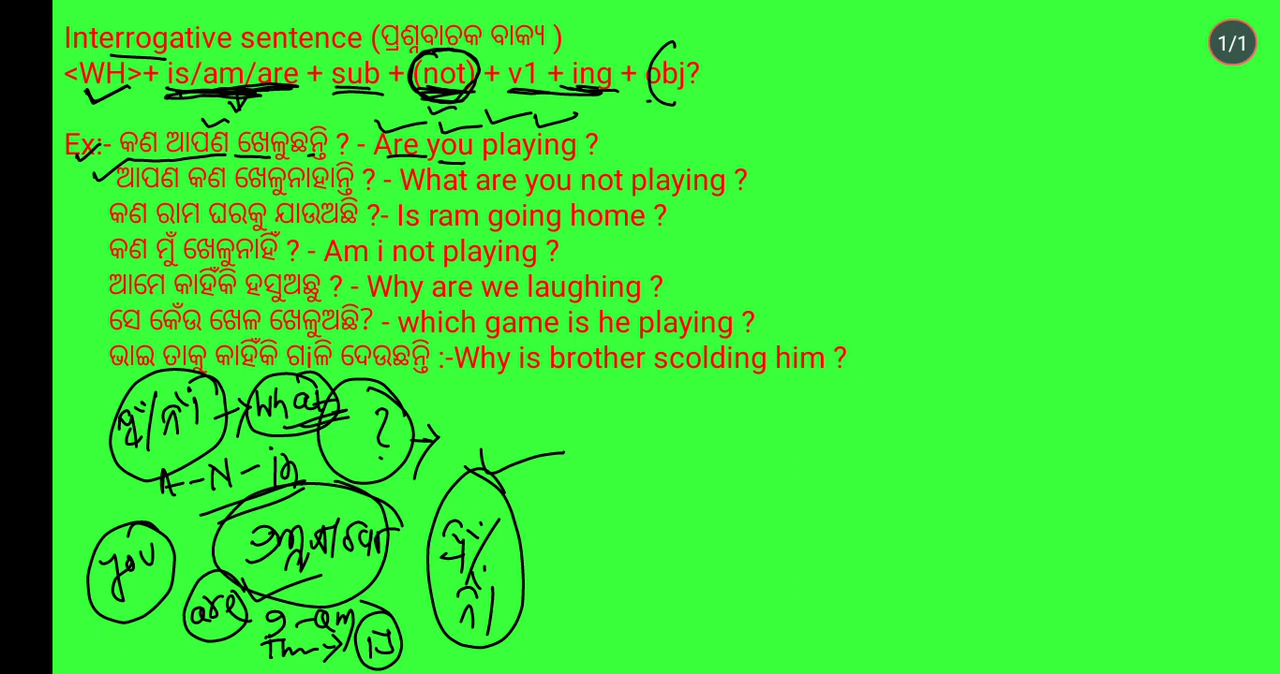 Interrogative sentence (ପ୍ରଶ୍ନବାଚକ ବାକ୍ୟ )
1/1
<WH>+ is/am/are + sub + (not) + v1 + ing + obj?
Ex:- କଣ ଆପଣ ଖେଳୁଛନ୍ତି ? - Are you playing ?
ଆପଣ କଣ ଖେଳୁନାହାନ୍ତି ? - What are you not playing ?
କଣ ରାମ ଘରକୁ ଯାଉଅଛି ?- Is ram going home ?
କଣ ମୁଁ ଖେଳୁନାହିଁ ? - Am i not playing ?
ଆମେ କାହିଁକି ହସୁଅଛୁ ? - Why are we laughing ?
ସେ କେଁଉ ଖେଳ ଖେଳୁଅଛି? - which game is he playing ?
ଭାଇ ତାକୁ କାହିଁକି ଗାଳି ଦେଉଛନ୍ତି :-Why is brother scolding him ?
what ?
A-N-in
you
are
am
is